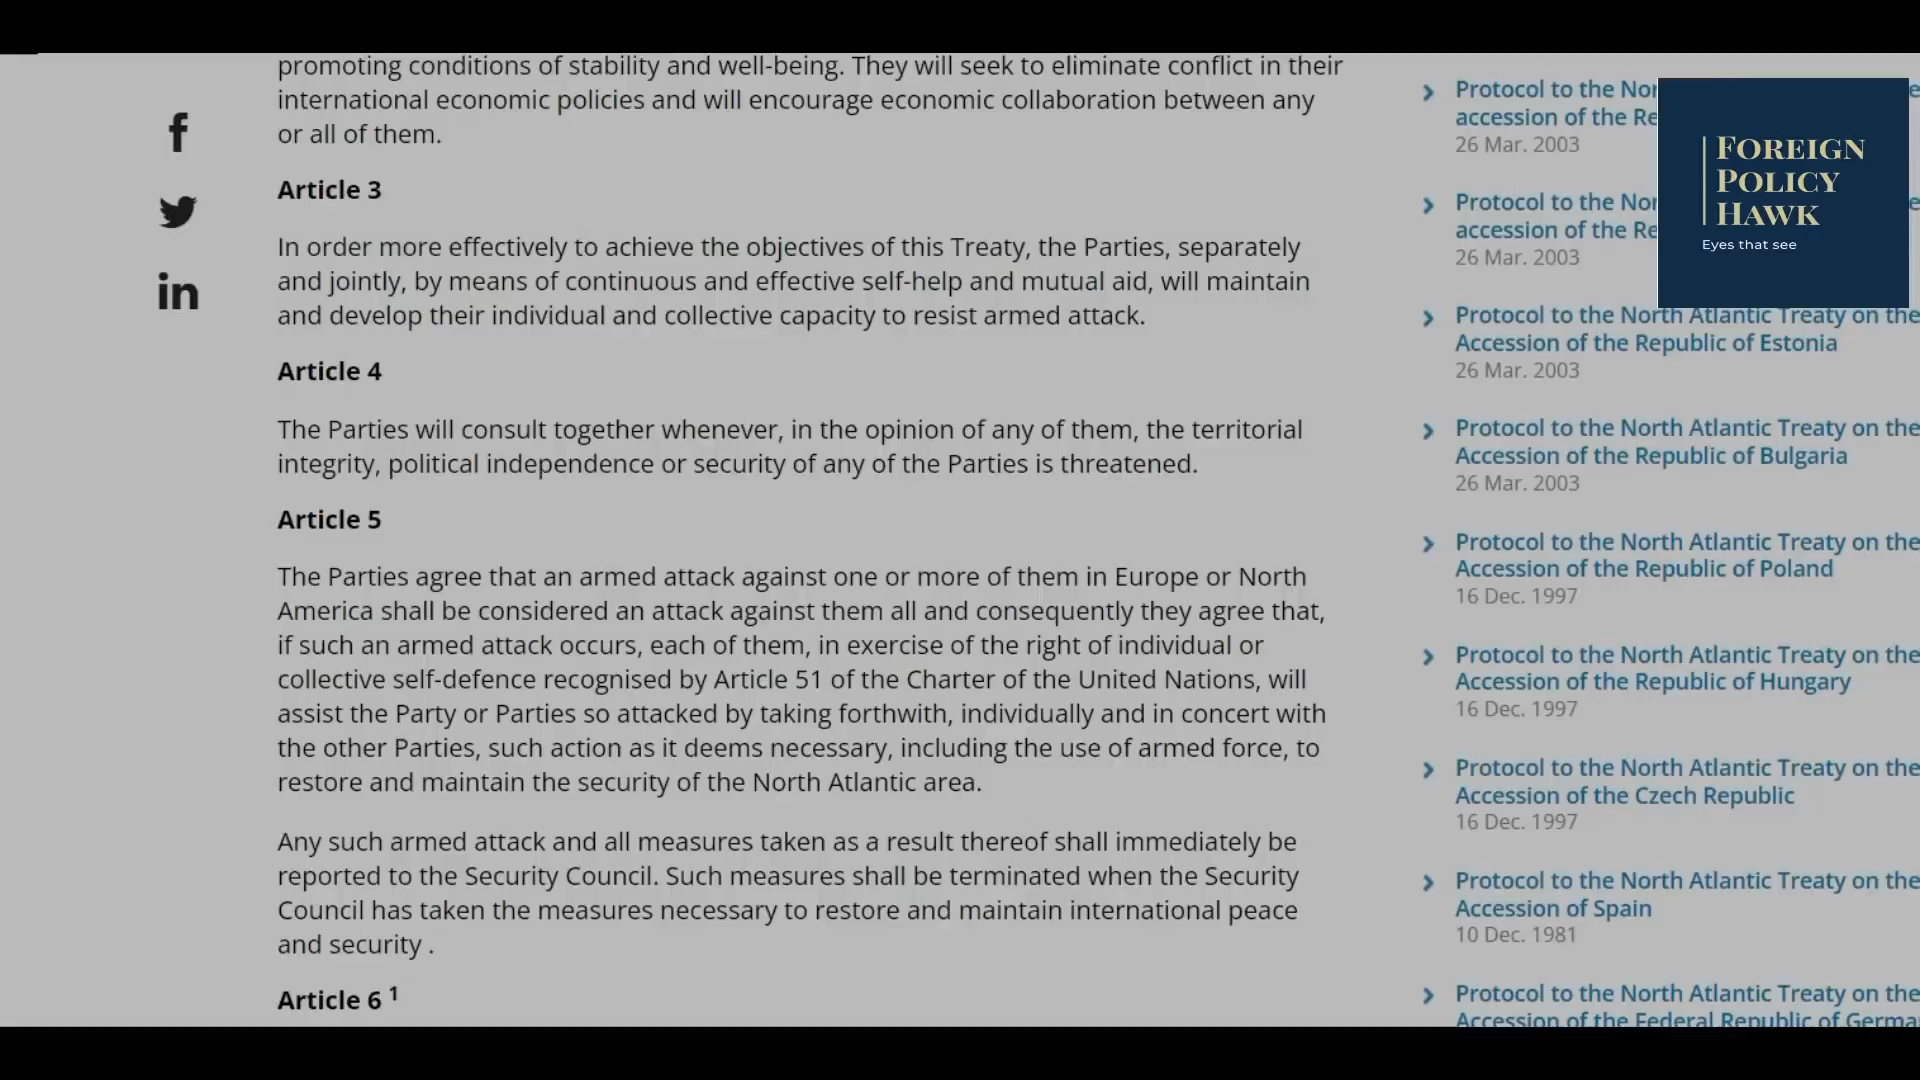 promoting conditions of stability and well-being. They will seek to eliminate conflict in their
international economic policies and will encourage economic collaboration between any
or all of them.
Article 3
In order more effectively to achieve the objectives of this Treaty, the Parties, separately
and jointly, by means of continuous and effective self-help and mutual aid, will maintain
and develop their individual and collective capacity to resist armed attack.
Article 4
The Parties will consult together whenever, in the opinion of any of them, the territorial
integrity, political independence or security of any of the Parties is threatened.
Article 5
The Parties agree that an armed attack against one or more of them in Europe or North
America shall be considered an attack against them all and consequently they agree that,
if such an armed attack occurs, each of them, in exercise of the right of individual or
collective self-defence recognised by Article 51 of the Charter of the United Nations, will
assist the Party or Parties so attacked by taking forthwith, individually and in concert with
the other Parties, such action as it deems necessary, including the use of armed force, to
restore and maintain the security of the North Atlantic area.
Any such armed attack and all measures taken as a result thereof shall immediately be
reported to the Security Council. Such measures shall be terminated when the Security
Council has taken the measures necessary to restore and maintain international peace
and security .
Article 6 1
Protocol to the
accession of the
26 Mar. 2003
Protocol to the
accession of the
26 Mar. 2003
Protocol to the North Atlantic Treaty on the
Accession of the Republic of Estonia
26 Mar. 2003
Protocol to the North Atlantic Treaty on the
Accession of the Republic of Bulgaria
26 Mar. 2003
Protocol to the North Atlantic Treaty on the
Accession of the Republic of Poland
16 Dec. 1997
Protocol to the North Atlantic Treaty on the
Accession of the Republic of Hungary
16 Dec. 1997
Protocol to the North Atlantic Treaty on the
Accession of the Czech Republic
16 Dec. 1997
Protocol to the North Atlantic Treaty on the
Accession of Spain
10 Dec. 1981
Protocol to the North Atlantic Treaty on the
Accession of the Federal Republic of
FOREIGN
POLICY
HAWK
Eyes that see